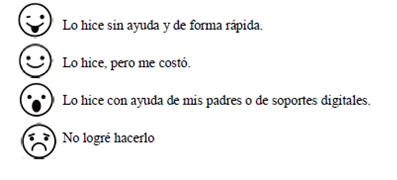 Lo hice sin ayuda y de forma rápida.
Lo hice, pero me costó.
Lo hice con ayuda de mis padres o de soportes digitales.
No logré hacerlo